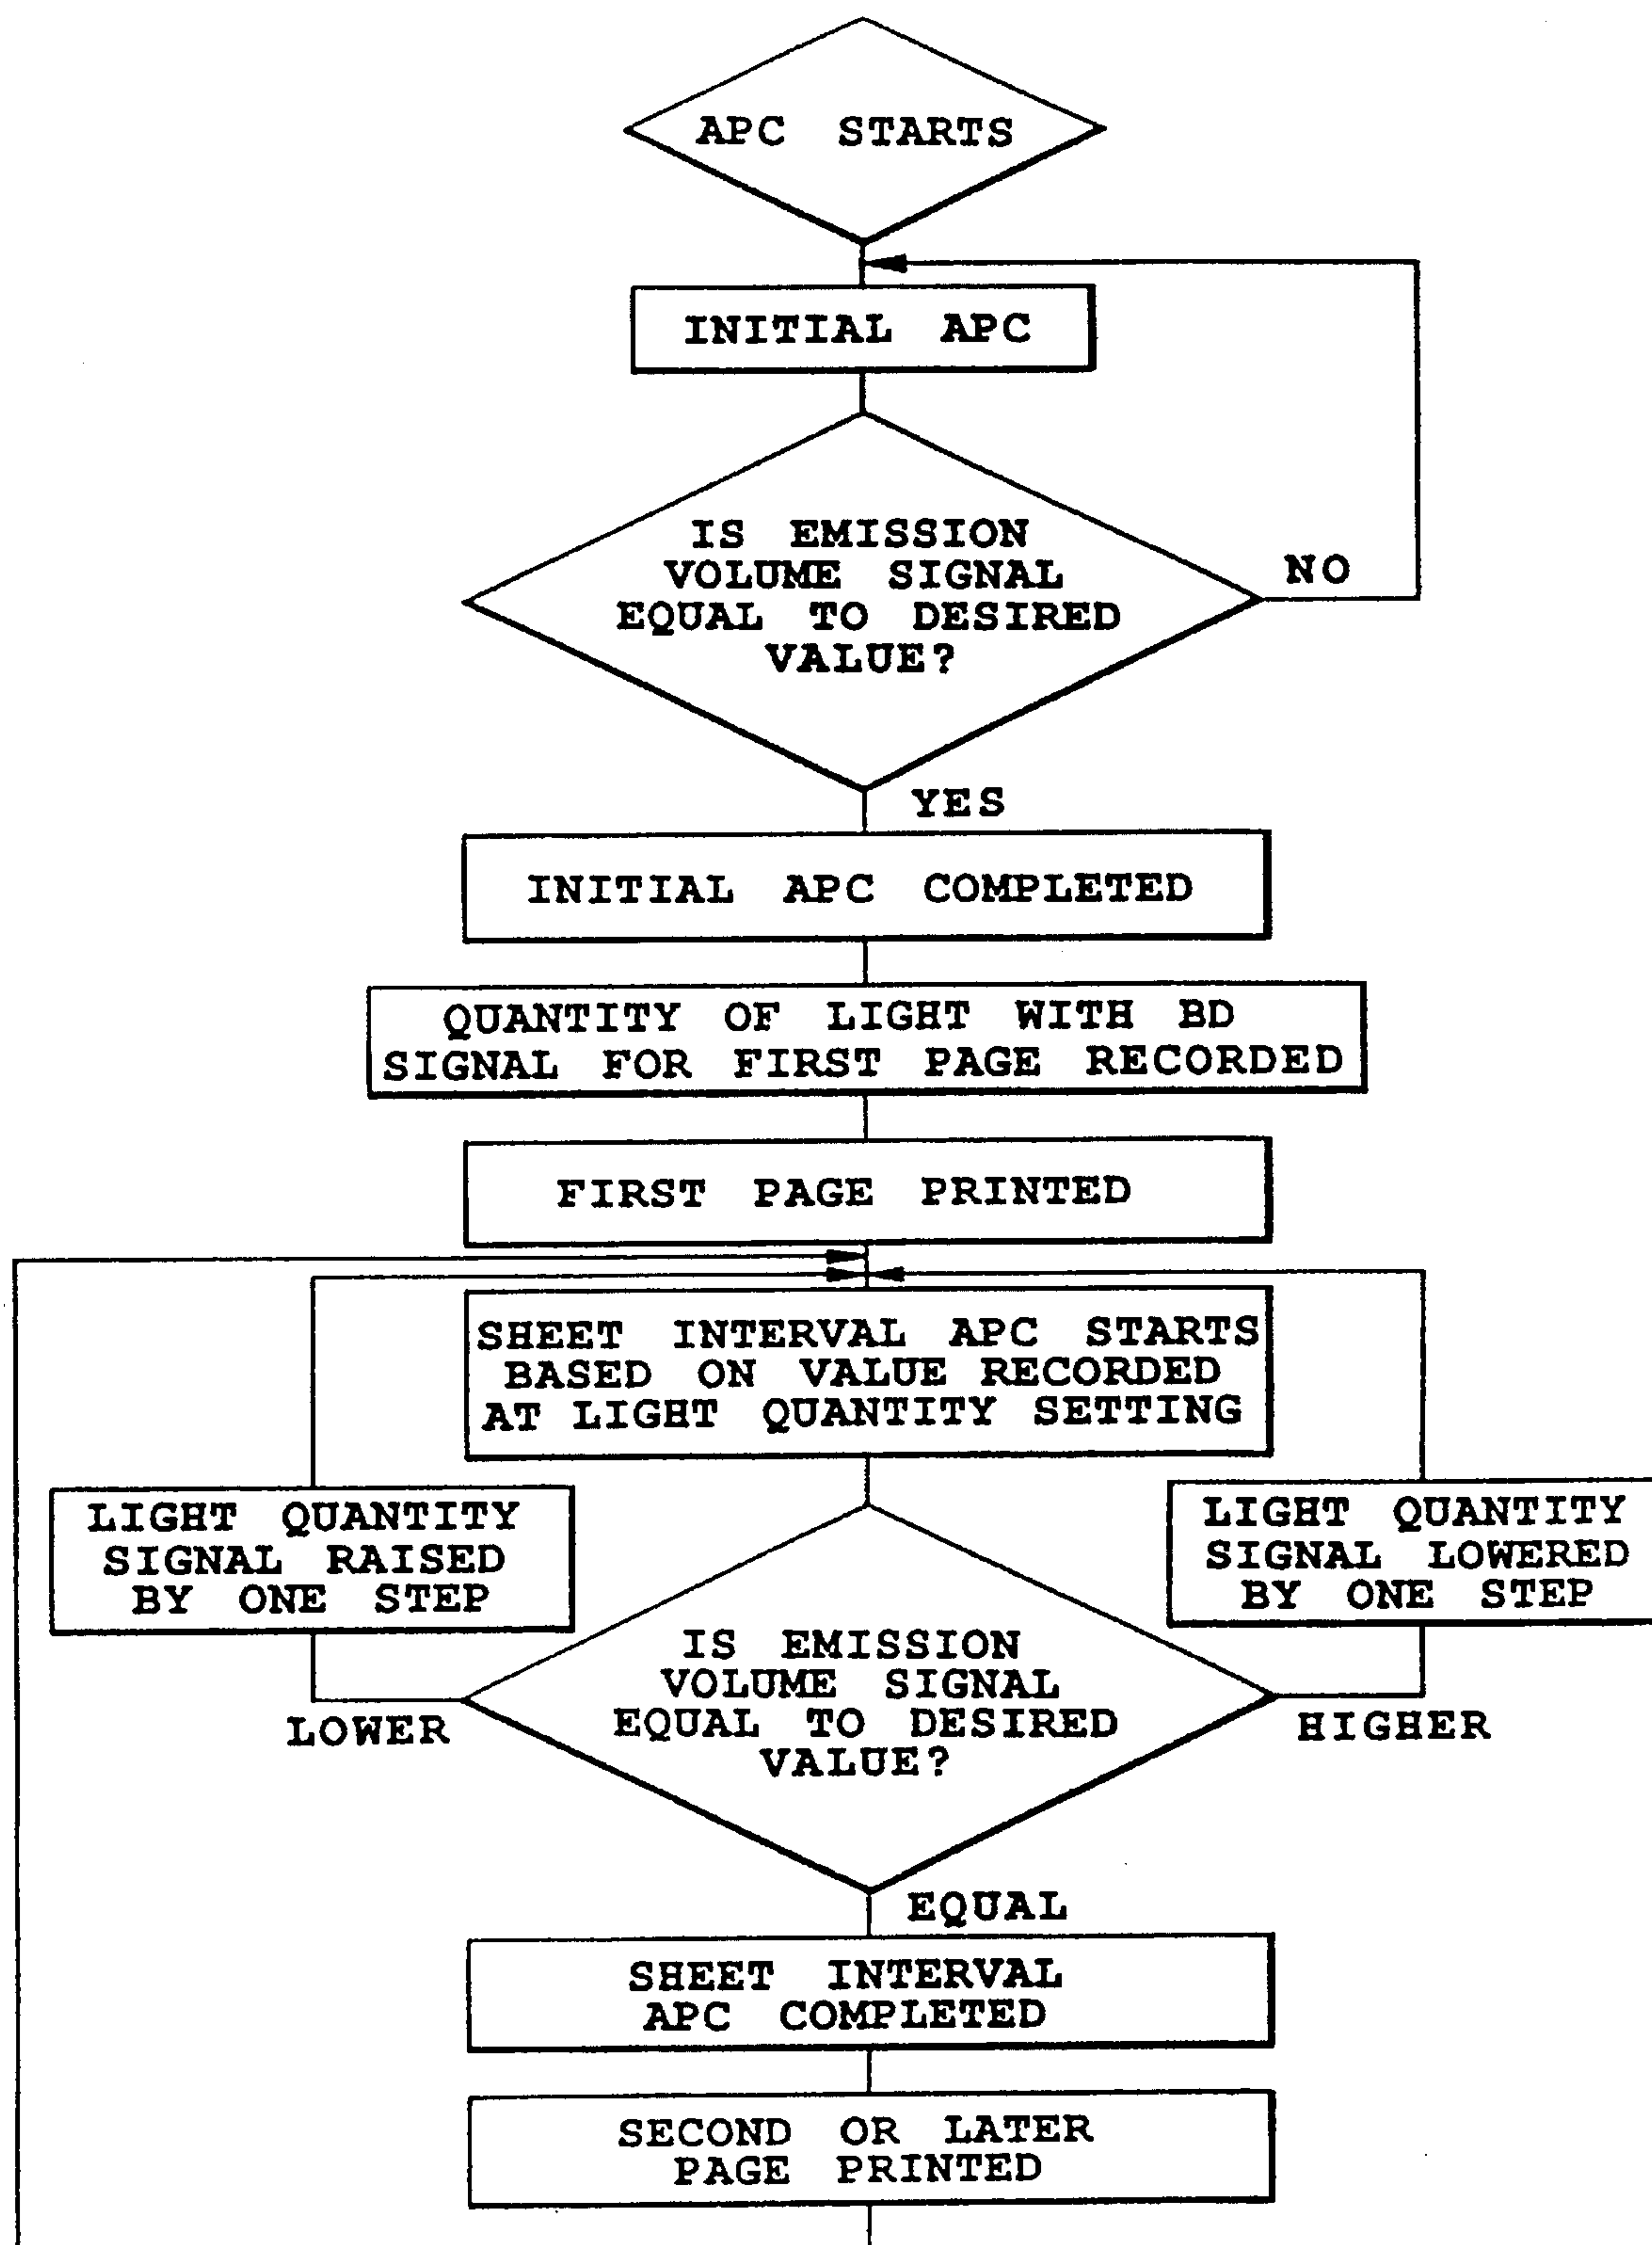 APC STARTS
INITIAL APC
IS EMISSION
VOLUME SIGNAL
EQUAL TO DESIRED
VALUE?
NO
YES
INITIAL APC COMPLETED
QUANTITY OF LIGHT WITH BD
SIGNAL FOR FIRST PAGE RECORDED
FIRST PAGE PRINTED
SHEET INTERVAL APC STARTS
BASED ON VALUE RECORDED
AT LIGHT QUANTITY SETTING
LIGHT QUANTITY
SIGNAL RAISED
BY ONE STEP
LIGHT QUANTITY
SIGNAL LOWERED
BY ONE STEP
IS EMISSION
VOLUME SIGNAL
EQUAL TO DESIRED
VALUE?
LOWER
HIGHER
EQUAL
SHEET INTERVAL
APC COMPLETED
SECOND OR LATER
PAGE PRINTED